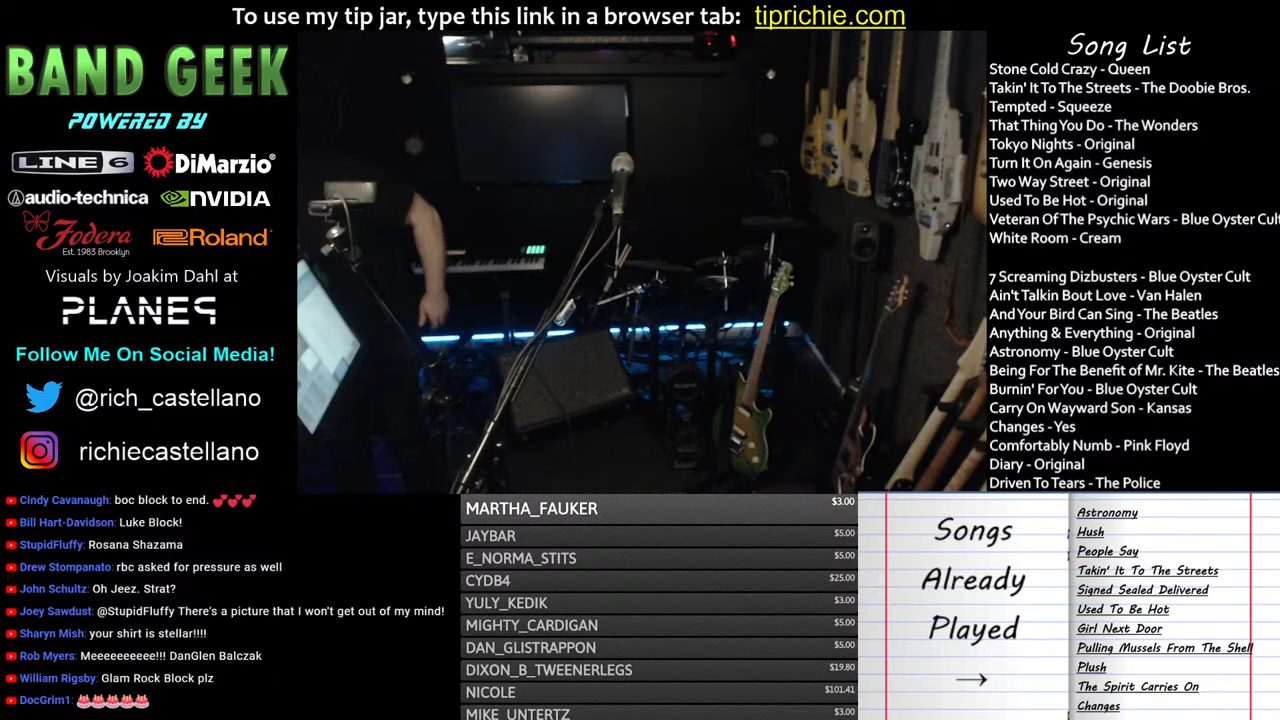 To use my tip jar, type this link in a browser tab: tiprichie.com
BAND GEEK
POWERED BY
LINE 6
DiMarzio
audio-technica
NVIDIA
Fodera
Est. 1983 Brooklyn
Roland
Visuals by Joakim Dahl at
PLANE9
Follow Me On Social Media!
@rich_castellano
richiecastellano
Cindy Cavanaugh: boc block to end. 💕💕💕
Bill Hart-Davidson: Luke Block!
StupidFluffy: Rosana Shazama
Drew Stompanato: rbc asked for pressure as well
John Schultz: Oh Jeez. Strat?
Joey Sawdust: @StupidFluffy There's a picture that I won't get out of my mind!
Sharyn Mish: your shirt is stellar!!!!
Rob Myers: Meeeeeeeeee!!! DanGlen Balczak
William Rigsby: Glam Rock Block plz
DocGrim1: 🎂🎂🎂🎂🎂
MARTHA_FAUKER $3.00
JAYBAR $5.00
E_NORMA_STITS $5.00
CYDB4 $25.00
YULY_KEDIK $3.00
MIGHTY_CARDIGAN $5.00
DAN_GLISTRAPPON $5.00
DIXON_B_TWEENERLEGS $19.80
NICOLE $101.41
MIKE_UNTERTZ $3.00
Song List
Stone Cold Crazy - Queen
Takin' It To The Streets - The Doobie Bros.
Tempted - Squeeze
That Thing You Do - The Wonders
Tokyo Nights - Original
Turn It On Again - Genesis
Two Way Street - Original
Used To Be Hot - Original
Veteran Of The Psychic Wars - Blue Oyster Cult
White Room - Cream
7 Screaming Dizbusters - Blue Oyster Cult
Ain't Talkin Bout Love - Van Halen
And Your Bird Can Sing - The Beatles
Anything & Everything - Original
Astronomy - Blue Oyster Cult
Being For The Benefit of Mr. Kite - The Beatles
Burnin' For You - Blue Oyster Cult
Carry On Wayward Son - Kansas
Changes - Yes
Comfortably Numb - Pink Floyd
Diary - Original
Driven To Tears - The Police
Songs
Already
Played
→
Astronomy
Hush
People Say
Takin' It To The Streets
Signed Sealed Delivered
Used To Be Hot
Girl Next Door
Pulling Mussels From The Shell
Plush
The Spirit Carries On
Changes